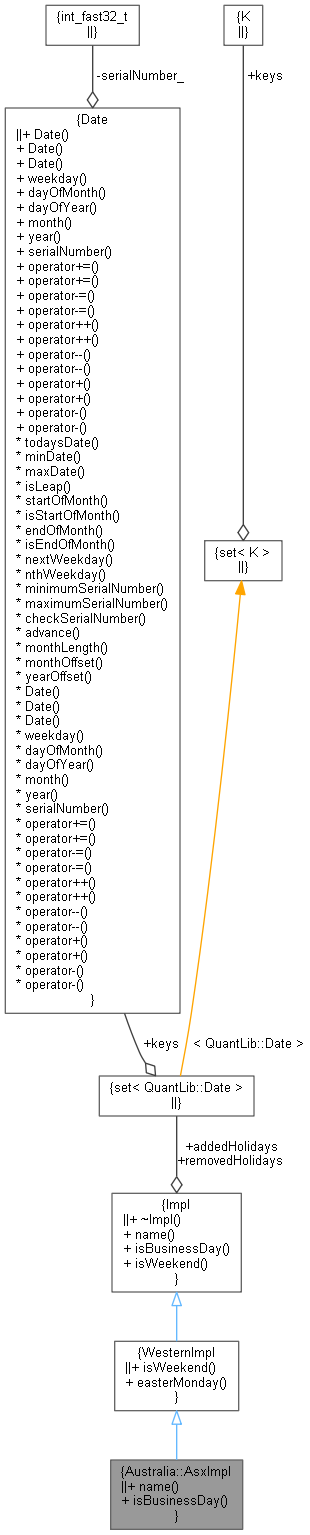 {int_fast32_t
||}
{K
||}
-serialNumber_
+keys
{Date
||+ Date()
+ Date()
+ Date()
+ weekday()
+ dayOfMonth()
+ dayOfYear()
+ month()
+ year()
+ serialNumber()
+ operator+=()
+ operator+=()
+ operator-=()
+ operator-=()
+ operator++()
+ operator++()
+ operator--()
+ operator--()
+ operator+()
+ operator+()
+ operator-()
+ operator-()
* todaysDate()
* minDate()
* maxDate()
* isLeap()
* startOfMonth()
* isStartOfMonth()
* endOfMonth()
* isEndOfMonth()
* nextWeekday()
* nthWeekday()
* minimumSerialNumber()
* maximumSerialNumber()
* checkSerialNumber()
* advance()
* monthLength()
* monthOffset()
* yearOffset()
* Date()
* Date()
* Date()
* weekday()
* dayOfMonth()
* dayOfYear()
* month()
* year()
* serialNumber()
* operator+=()
* operator+=()
* operator-=()
* operator-=()
* operator++()
* operator++()
* operator--()
* operator--()
* operator+()
* operator+()
* operator-()
* operator-()
}
{set< K >
||}
+keys
< QuantLib::Date >
{set< QuantLib::Date >
||}
+addedHolidays
+removedHolidays
{Impl
||+ ~Impl()
+ name()
+ isBusinessDay()
+ isWeekend()
}
{WesternImpl
||+ isWeekend()
+ easterMonday()
}
{Australia::AsxImpl
||+ name()
+ isBusinessDay()
}